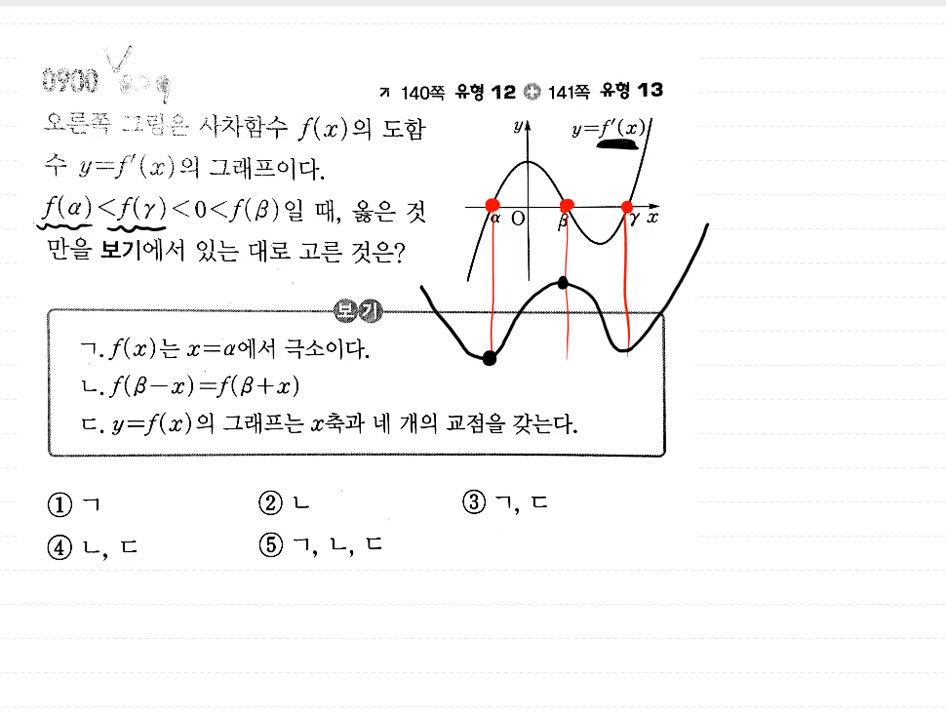 0900
↗ 140쪽 유형 12 ➕ 141쪽 유형 13
오른쪽 그림은 사차함수 f(x)의 도함
수 y=f'(x)의 그래프이다.
f(α)<f(γ)<0<f(β)일 때, 옳은 것
만을 보기에서 있는 대로 고른 것은?
y
y=f'(x)
α O β γ x
보기
ㄱ. f(x)는 x=α에서 극소이다.
ㄴ. f(β-x)=f(β+x)
ㄷ. y=f(x)의 그래프는 x축과 네 개의 교점을 갖는다.
① ㄱ ② ㄴ ③ ㄱ, ㄷ
④ ㄴ, ㄷ ⑤ ㄱ, ㄴ, ㄷ